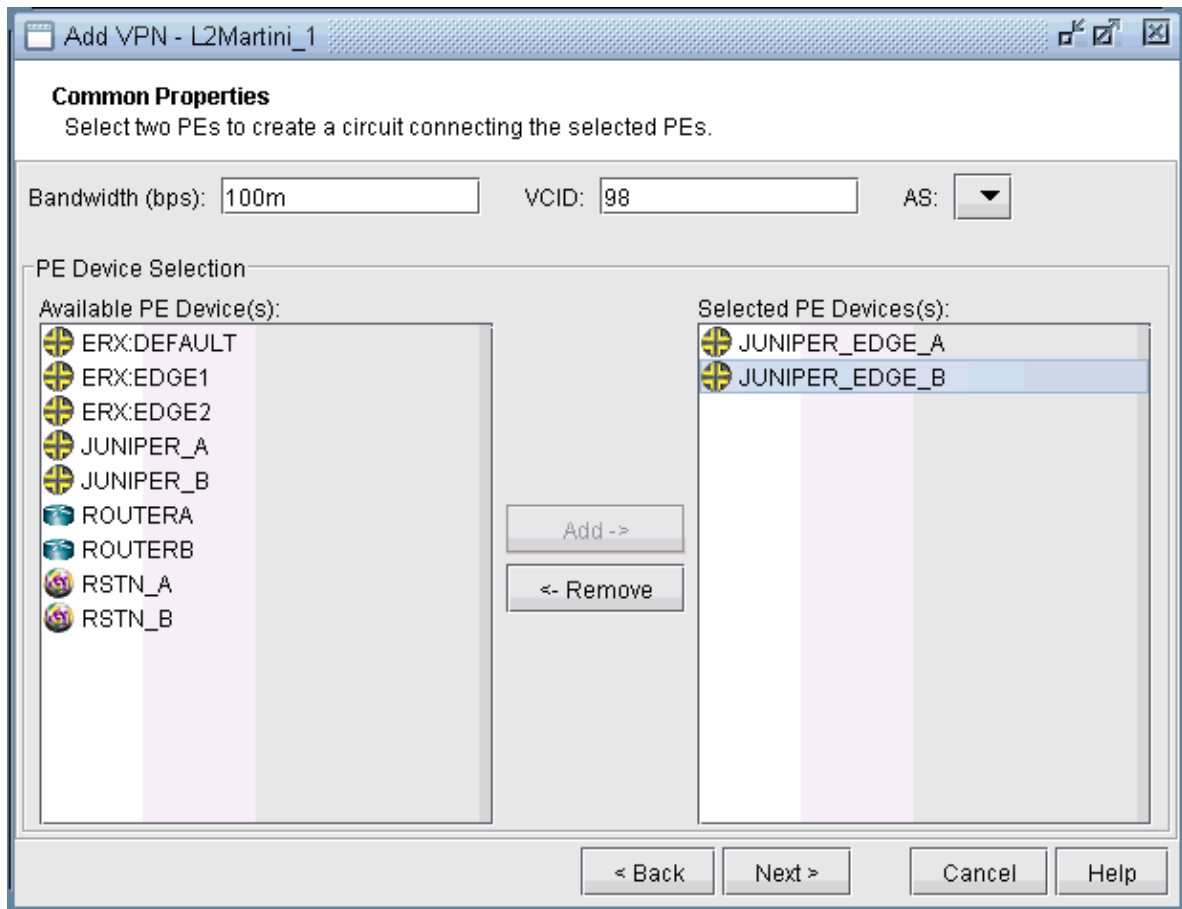 Add VPN - L2Martini_1
Common Properties
Select two PEs to create a circuit connecting the selected PEs.
Bandwidth (bps): 100m VCID: 98 AS:
PE Device Selection
Available PE Device(s):
ERX:DEFAULT
ERX:EDGE1
ERX:EDGE2
JUNIPER_A
JUNIPER_B
ROUTERA
ROUTERB
RSTN_A
RSTN_B
Add ->
<- Remove
Selected PE Devices(s):
JUNIPER_EDGE_A
JUNIPER_EDGE_B
< Back Next > Cancel Help